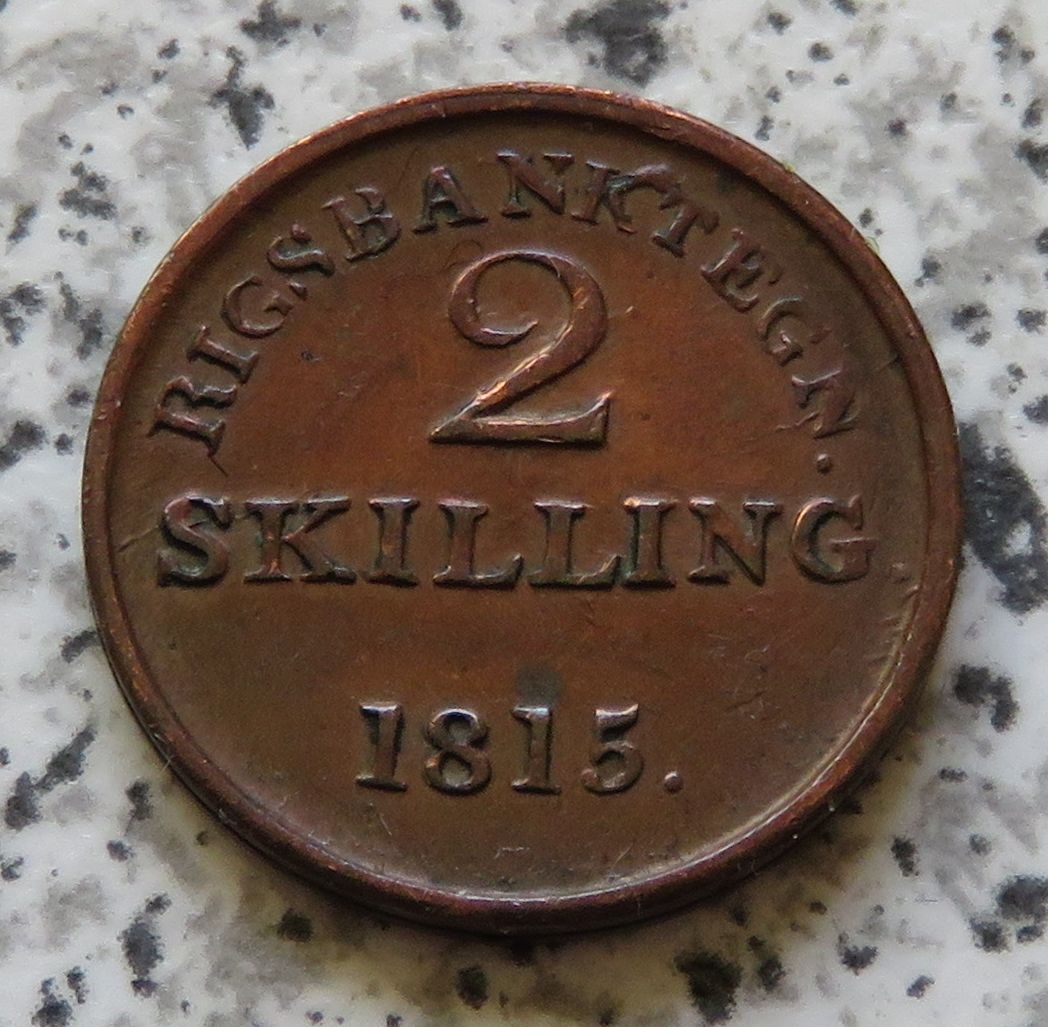 RIGSBANKTEGN.
2
SKILLING.
1815.